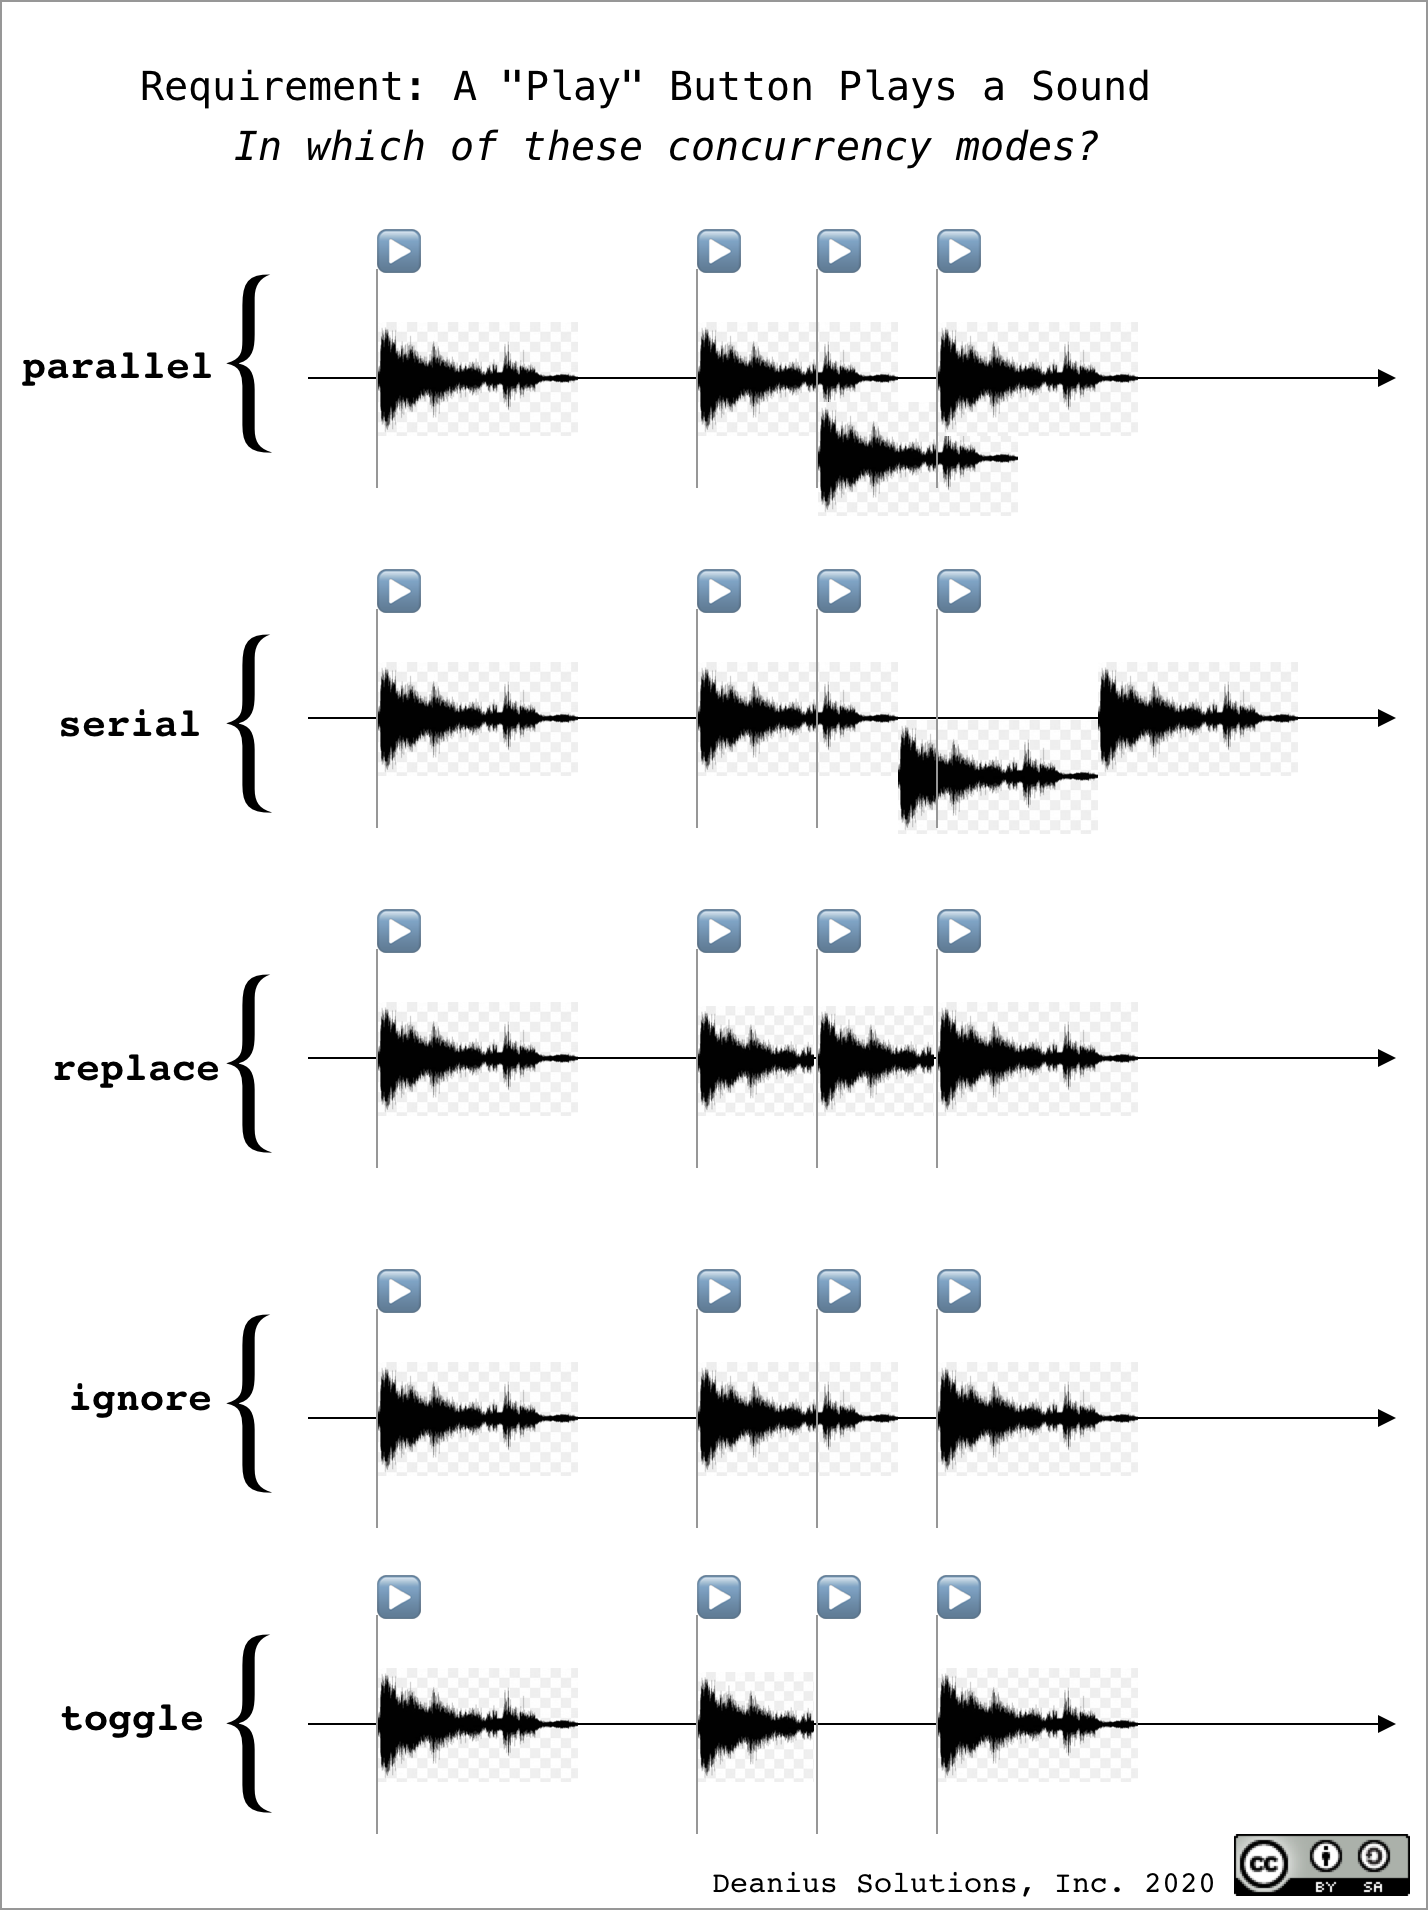 Requirement: A "Play" Button Plays a Sound
In which of these concurrency modes?
parallel
serial
replace
ignore
toggle
Deanius Solutions, Inc. 2020
cc
BY SA